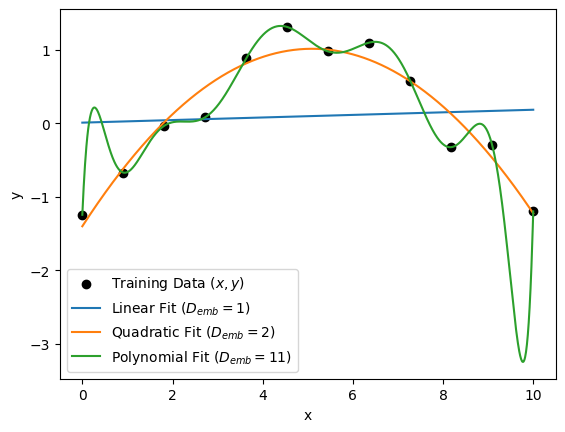 1
0
−1
−2
−3
y
Training Data (x, y)
Linear Fit (D_emb = 1)
Quadratic Fit (D_emb = 2)
Polynomial Fit (D_emb = 11)
0 2 4 6 8 10
x